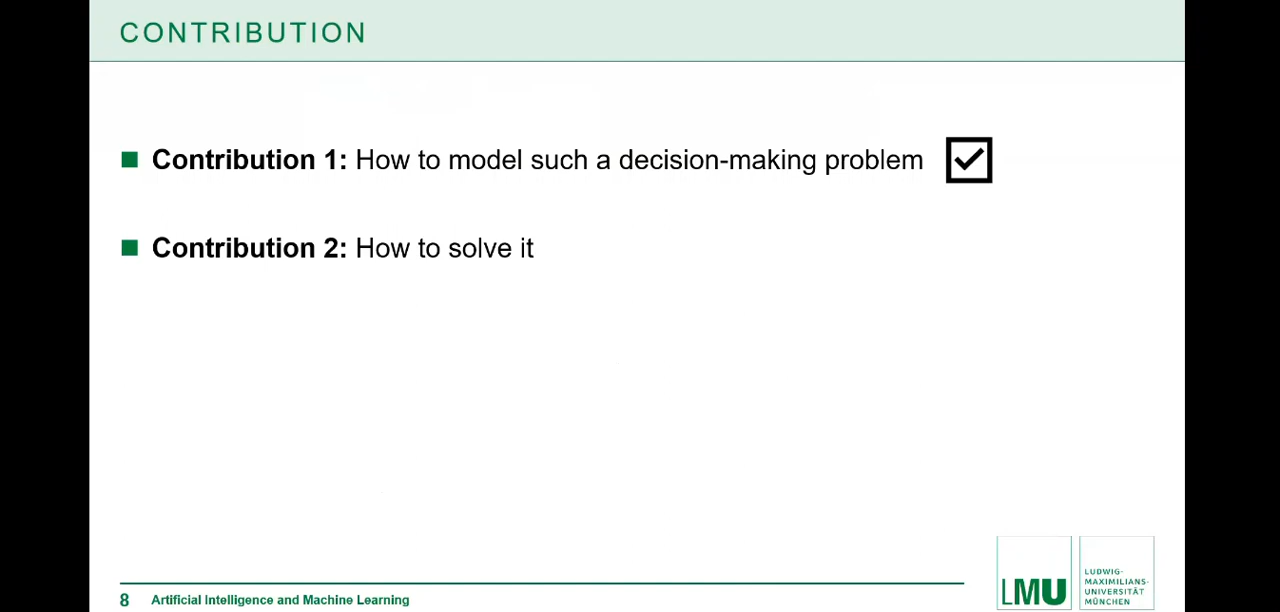 CONTRIBUTION
Contribution 1: How to model such a decision-making problem
Contribution 2: How to solve it
8 Artificial Intelligence and Machine Learning
LMU
LUDWIG-
MAXIMILIANS-
UNIVERSITÄT
MÜNCHEN